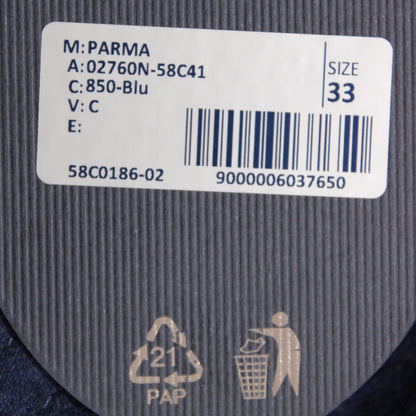 M: PARMA
A: 02760N-58C41
C: 850-Blu
V: C
E:
SIZE
33
58C0186-02
9000006037650
21
PAP